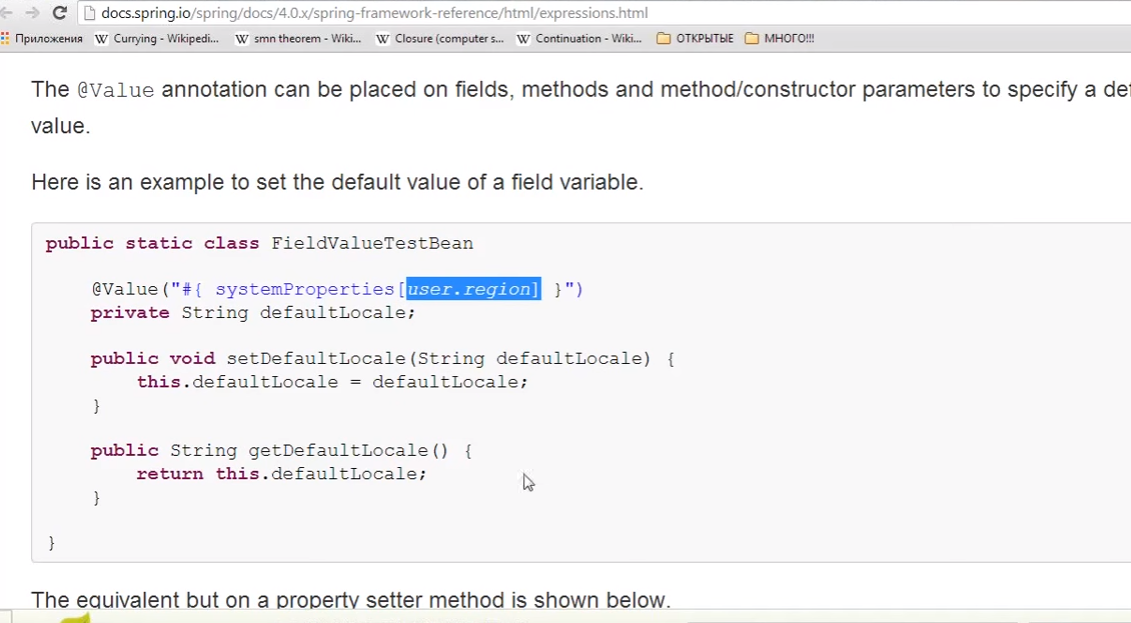 docs.spring.io/spring/docs/4.0.x/spring-framework-reference/html/expressions.html
Приложения W Currying - Wikipedi... W smn theorem - Wiki... W Closure (computer s... W Continuation - Wiki... ОТКРЫТЫЕ МНОГО!!!
The @Value annotation can be placed on fields, methods and method/constructor parameters to specify a def
value.
Here is an example to set the default value of a field variable.
public static class FieldValueTestBean
@Value("#{ systemProperties[user.region] }")
private String defaultLocale;
public void setDefaultLocale(String defaultLocale) {
this.defaultLocale = defaultLocale;
}
public String getDefaultLocale() {
return this.defaultLocale;
}
}
The equivalent but on a property setter method is shown below.